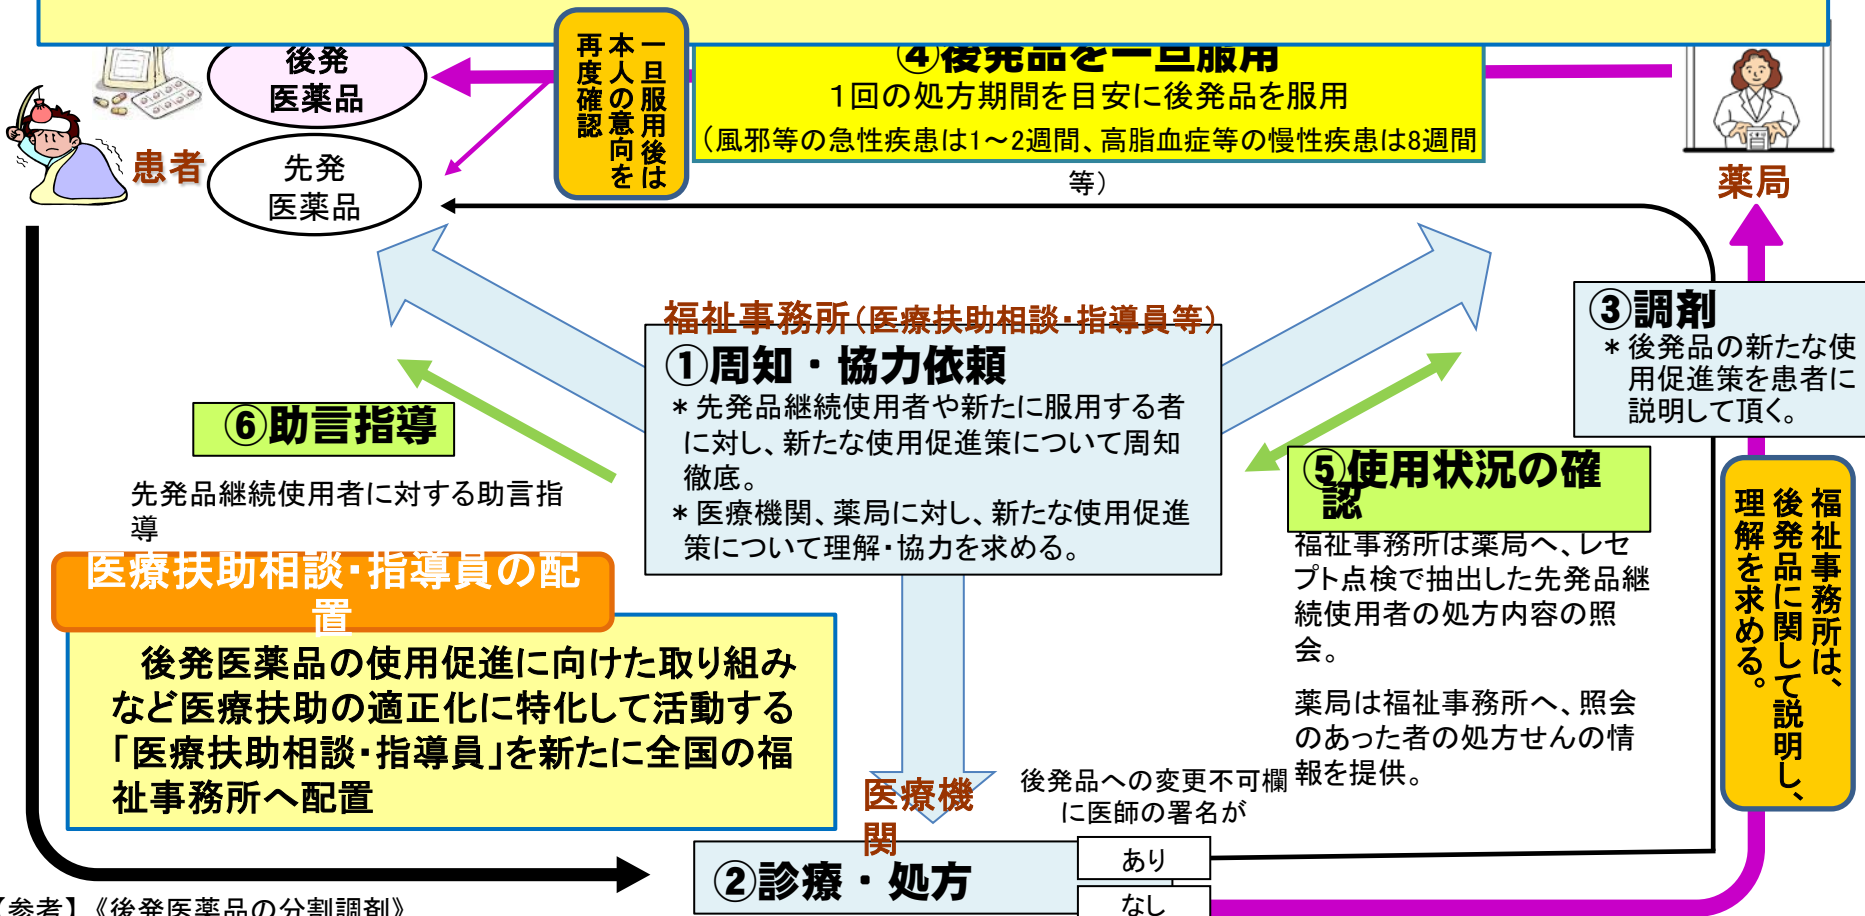 ④後発品を一旦服用
1回の処方期間を目安に後発品を服用
（風邪等の急性疾患は1～2週間、高脂血症等の慢性疾患は8週間
等）
一旦服用後は
本人の意向を
再度確認
後発
医薬品
先発
医薬品
患者
薬局
福祉事務所（医療扶助相談・指導員等）
①周知・協力依頼
＊先発品継続使用者や新たに服用する者
に対し、新たな使用促進策について周知
徹底。
＊医療機関、薬局に対し、新たな使用促進
策について理解・協力を求める。
③調剤
＊後発品の新たな使
用促進策を患者に
説明して頂く。
⑥助言指導
先発品継続使用者に対する助言指
導
⑤使用状況の確
認
福祉事務所は薬局へ、レセ
プト点検で抽出した先発品継
続使用者の処方内容の照
会。
薬局は福祉事務所へ、照会
のあった者の処方せんの情
報を提供。
福祉事務所は、
後発品に関して説明し、
理解を求める。
医療扶助相談・指導員の配
置
後発医薬品の使用促進に向けた取り組み
など医療扶助の適正化に特化して活動する
「医療扶助相談・指導員」を新たに全国の福
祉事務所へ配置
医療機
関
②診療・処方
後発品への変更不可欄
に医師の署名が
あり
なし
【参考】《後発医薬品の分割調剤》